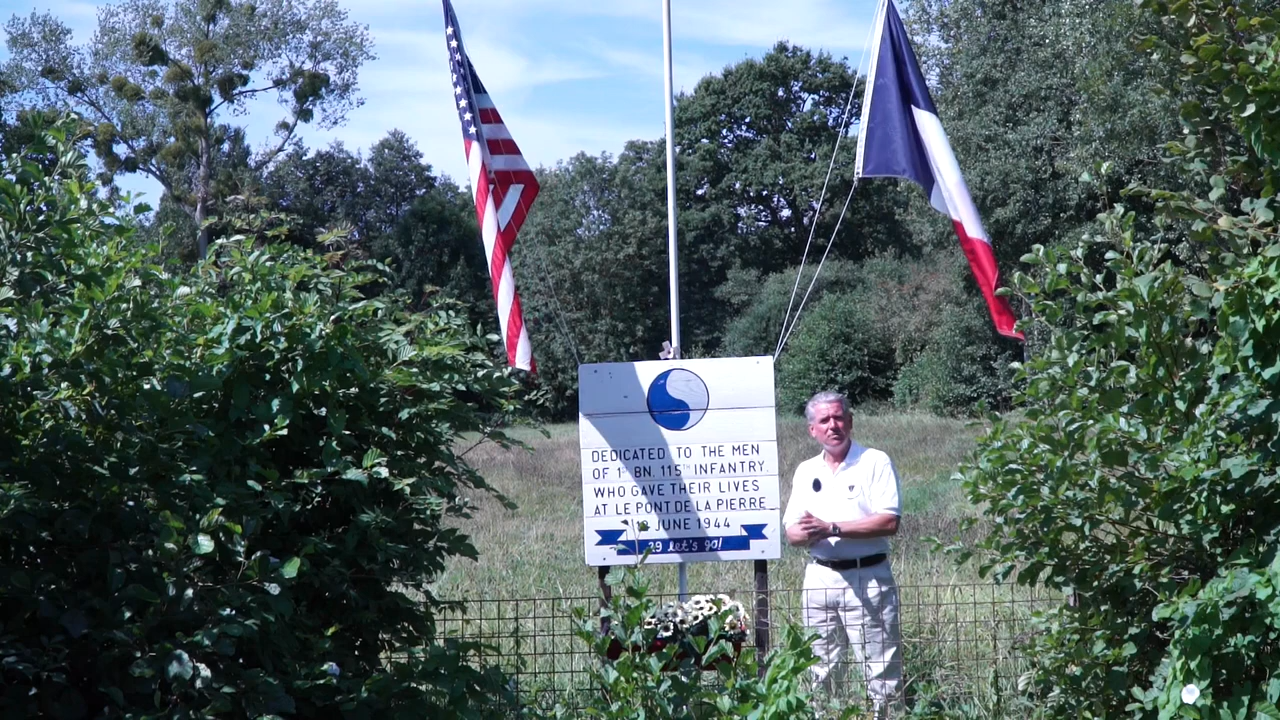 DEDICATED TO THE MEN
OF 1ST BN. 115TH INFANTRY.
WHO GAVE THEIR LIVES
AT LE PONT DE LA PIERRE
JUNE 1944
29 let's go!